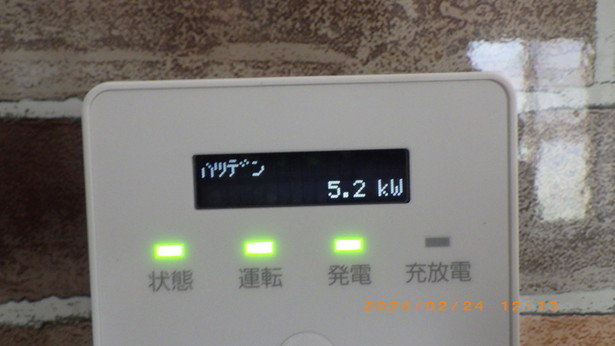 ハツデン
5.2 kW
状態 運転 発電 充放電